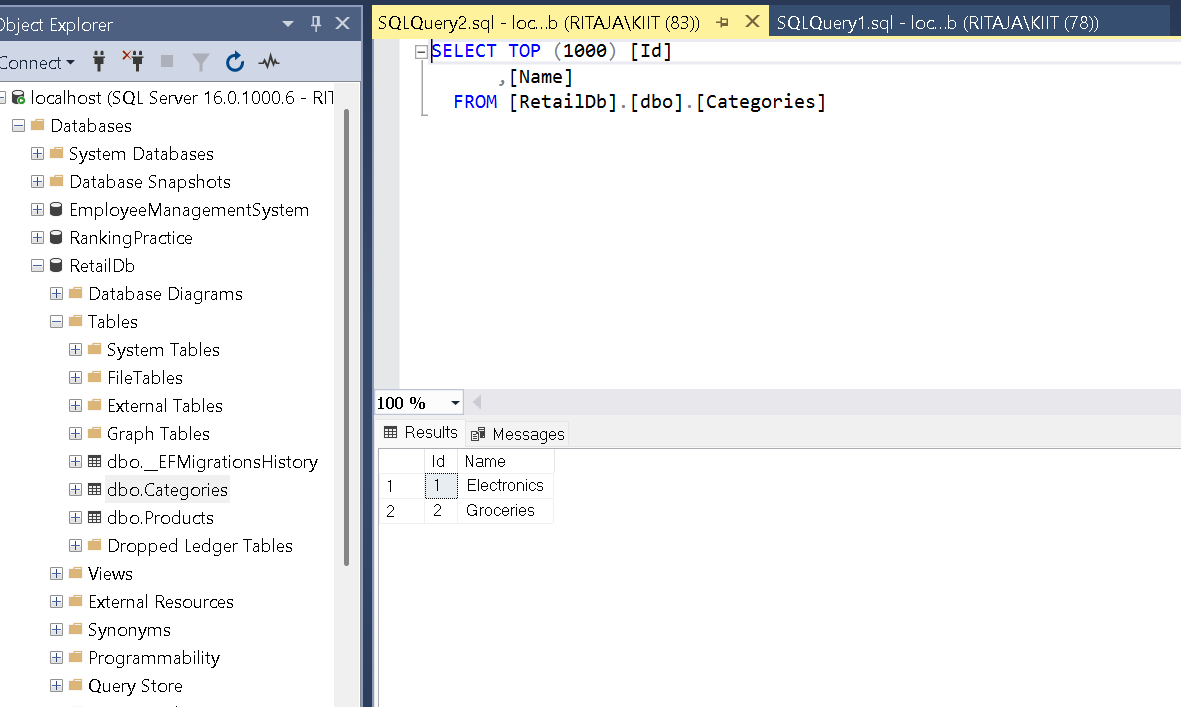 Object Explorer
Connect
localhost (SQL Server 16.0.1000.6 - RIT
Databases
System Databases
Database Snapshots
EmployeeManagementSystem
RankingPractice
RetailDb
Database Diagrams
Tables
System Tables
FileTables
External Tables
Graph Tables
dbo.__EFMigrationsHistory
dbo.Categories
dbo.Products
Dropped Ledger Tables
Views
External Resources
Synonyms
Programmability
Query Store
SQLQuery2.sql - loc...b (RITAJA\KIIT (83)) SQLQuery1.sql - loc...b (RITAJA\KIIT (78))
SELECT TOP (1000) [Id]
,[Name]
FROM [RetailDb].[dbo].[Categories]
100 %
Results Messages
Id Name
1 1 Electronics
2 2 Groceries